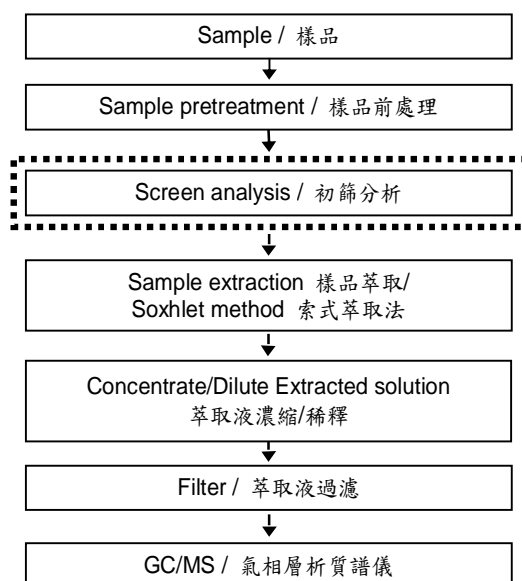 Sample / 樣品
Sample pretreatment / 樣品前處理
Screen analysis / 初篩分析
Sample extraction 樣品萃取/
Soxhlet method 索式萃取法
Concentrate/Dilute Extracted solution
萃取液濃縮/稀釋
Filter / 萃取液過濾
GC/MS / 氣相層析質譜儀